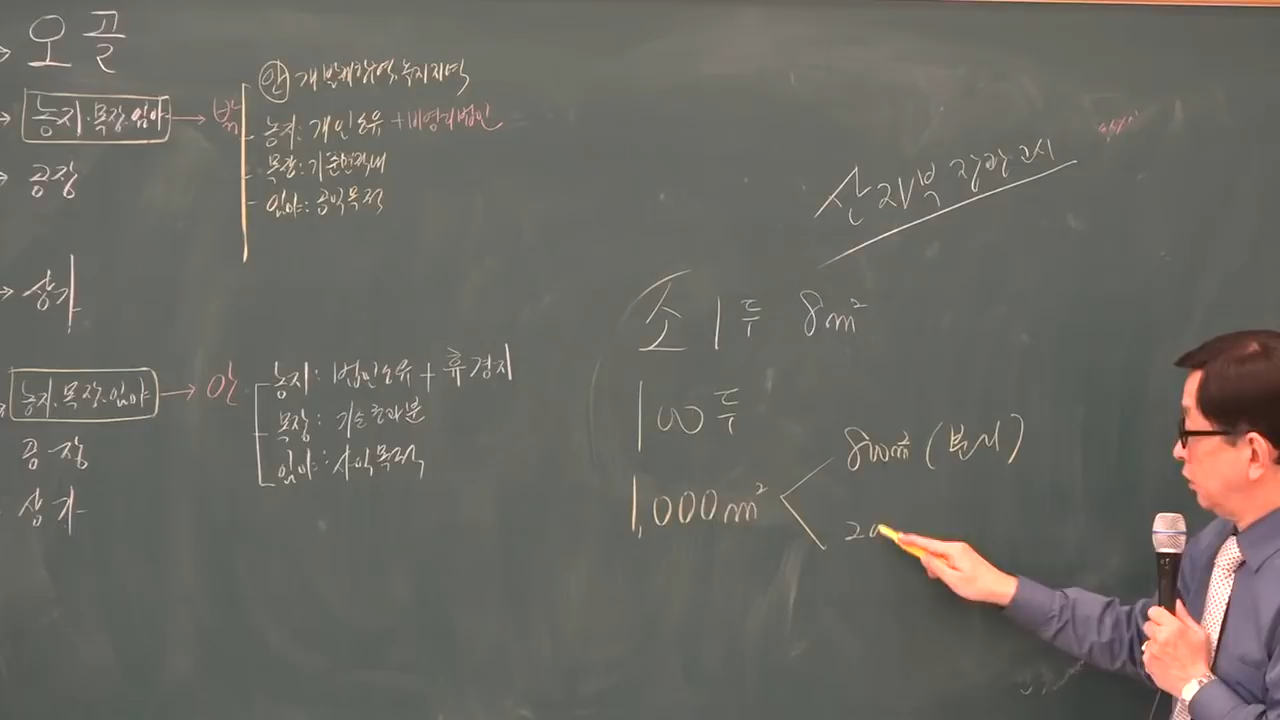 오 골
농지·목장·임야 → 밖
공장
상가
안 개발제한구역, 녹지지역
농지: 개인소유 + 비영리법인
목장: 기준면적내
임야: 공익목적
농지·목장·임야 → 안
공장
상가
농지: 법인소유 + 휴경지
목장: 기준초과분
임야: 사익목적
소 1두 8m²
100두
1,000m²
800m² (분리)
20